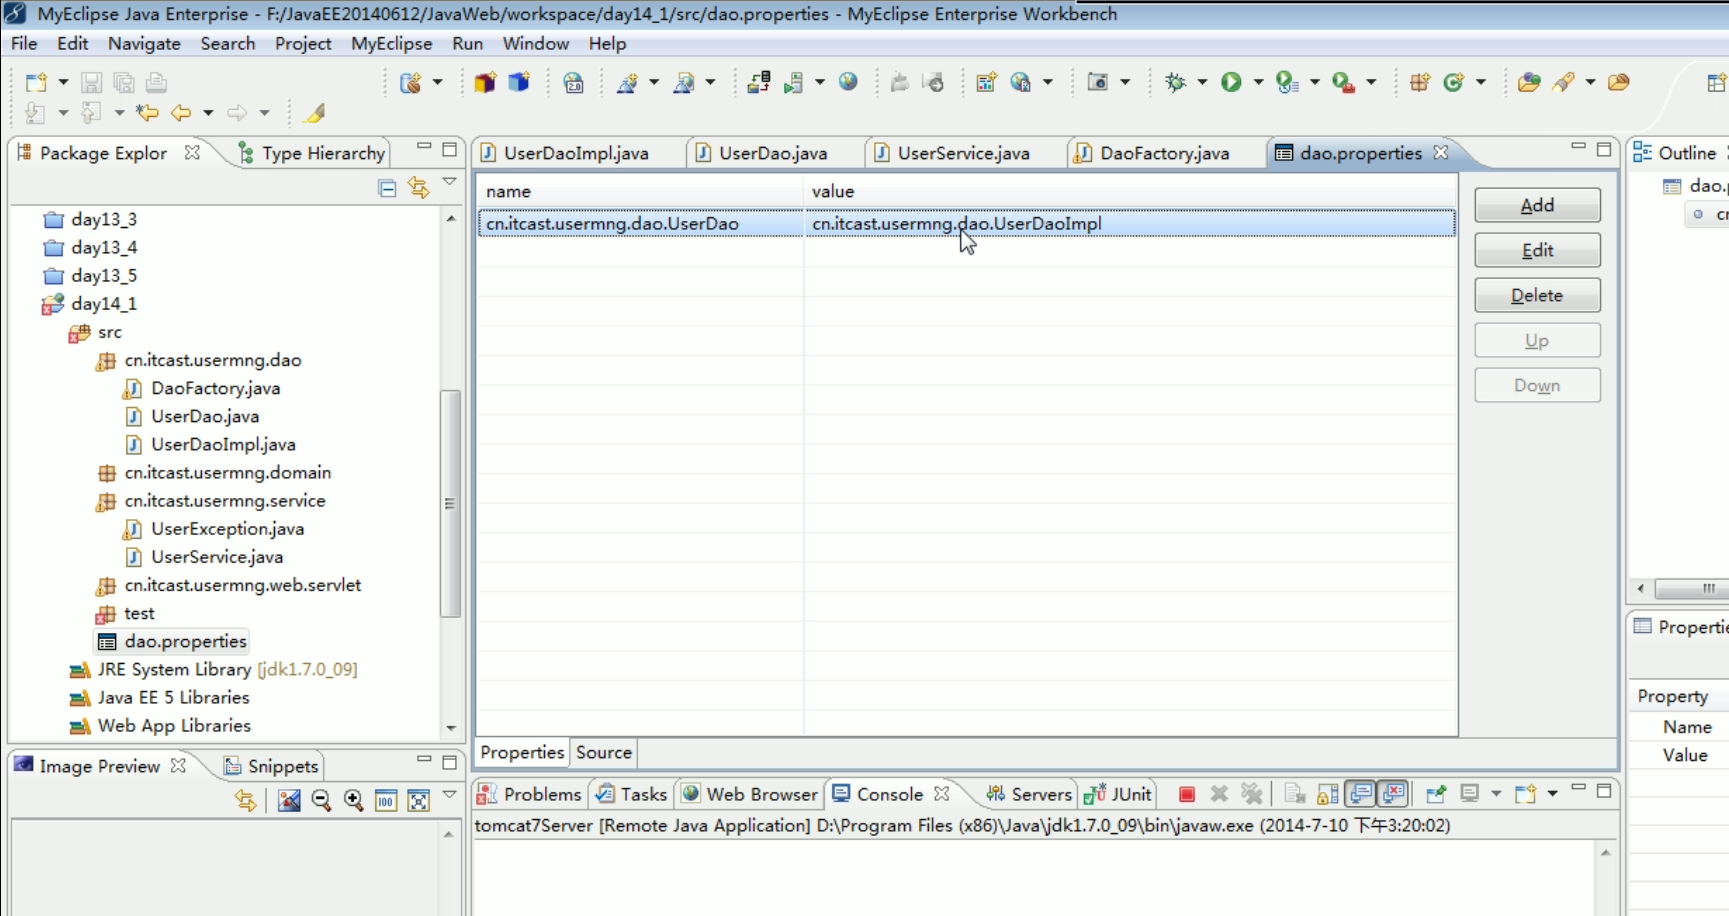 MyEclipse Java Enterprise - F:/JavaEE20140612/JavaWeb/workspace/day14_1/src/dao.properties - MyEclipse Enterprise Workbench
File Edit Navigate Search Project MyEclipse Run Window Help
Package Explor
Type Hierarchy
day13_3
day13_4
day13_5
day14_1
src
cn.itcast.usermng.dao
DaoFactory.java
UserDao.java
UserDaoImpl.java
cn.itcast.usermng.domain
cn.itcast.usermng.service
UserException.java
UserService.java
cn.itcast.usermng.web.servlet
test
dao.properties
JRE System Library [jdk1.7.0_09]
Java EE 5 Libraries
Web App Libraries
Image Preview
Snippets
100
UserDaoImpl.java
UserDao.java
UserService.java
DaoFactory.java
dao.properties
name value
cn.itcast.usermng.dao.UserDao cn.itcast.usermng.dao.UserDaoImpl
Add
Edit
Delete
Up
Down
Properties Source
Problems Tasks Web Browser Console Servers JUnit
tomcat7Server [Remote Java Application] D:\Program Files (x86)\Java\jdk1.7.0_09\bin\javaw.exe (2014-7-10 下午3:20:02)
Outline
dao.p
cn
Propertie
Property
Name
Value